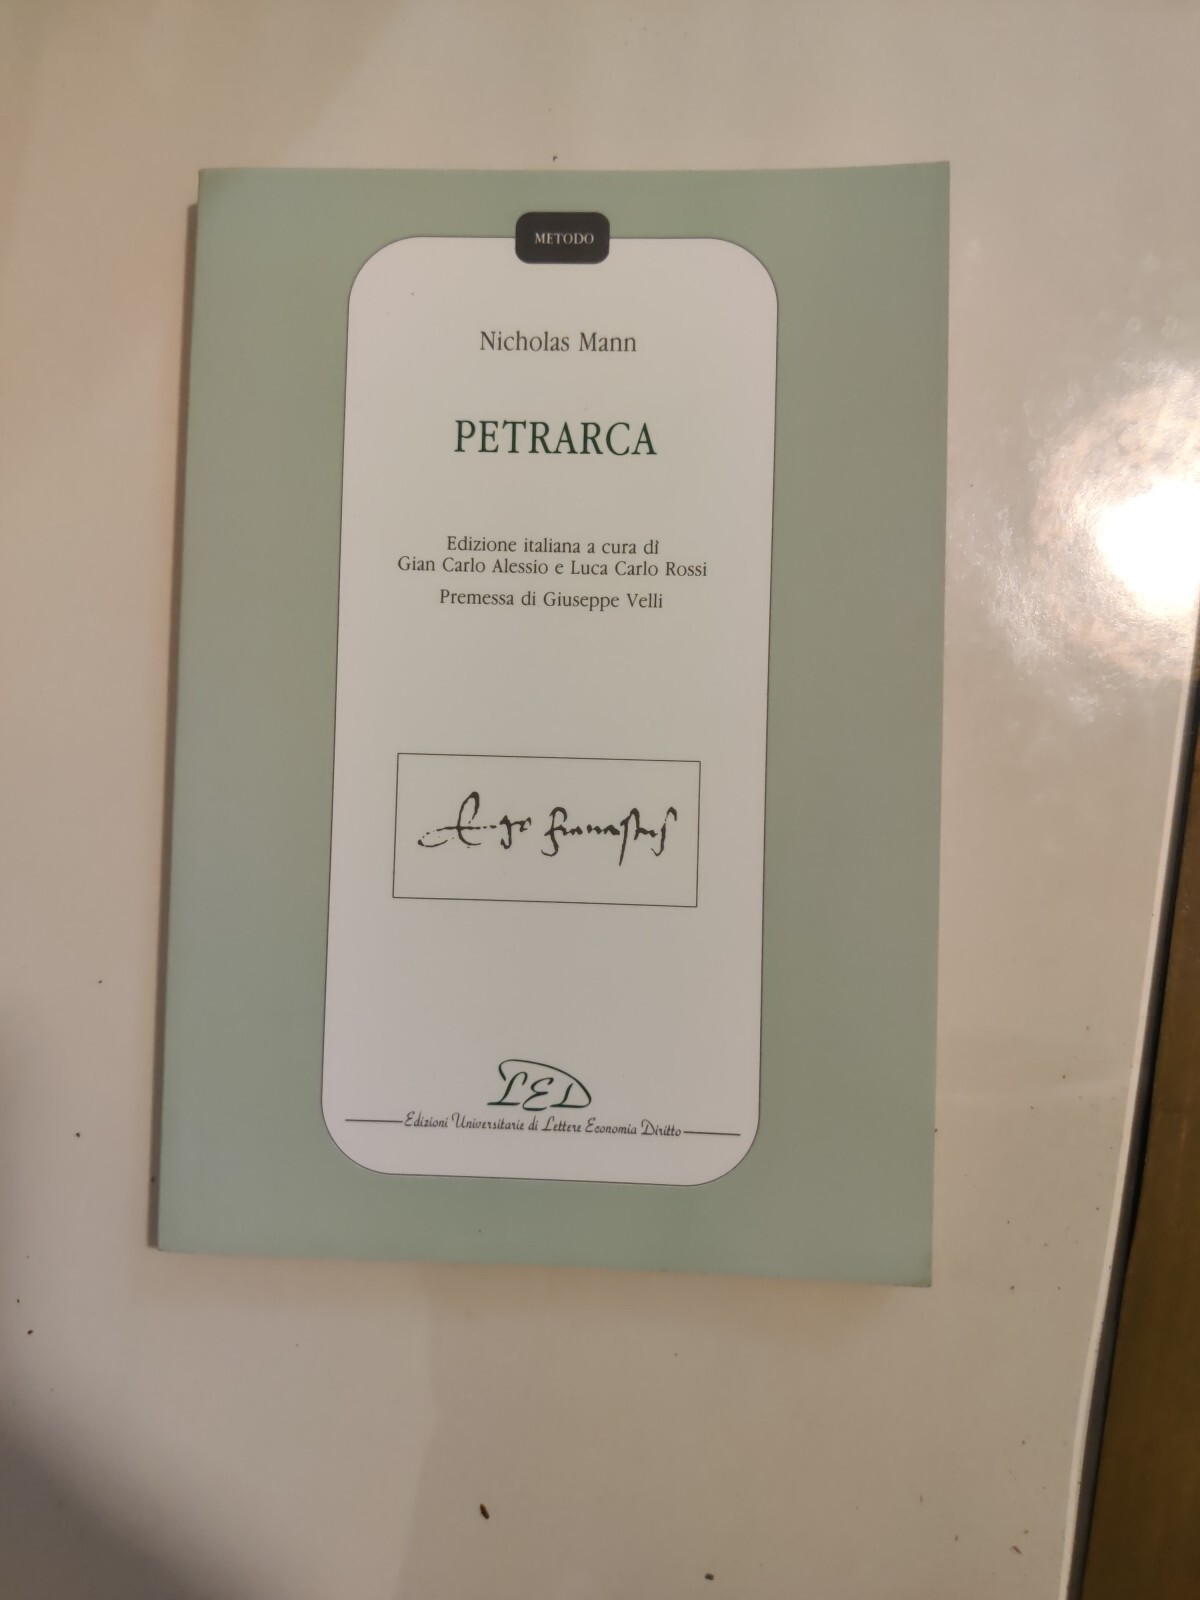 METODO
Nicholas Mann
PETRARCA
Edizione italiana a cura di
Gian Carlo Alessio e Luca Carlo Rossi
Premessa di Giuseppe Velli
LED
Edizioni Universitarie di Lettere Economia Diritto